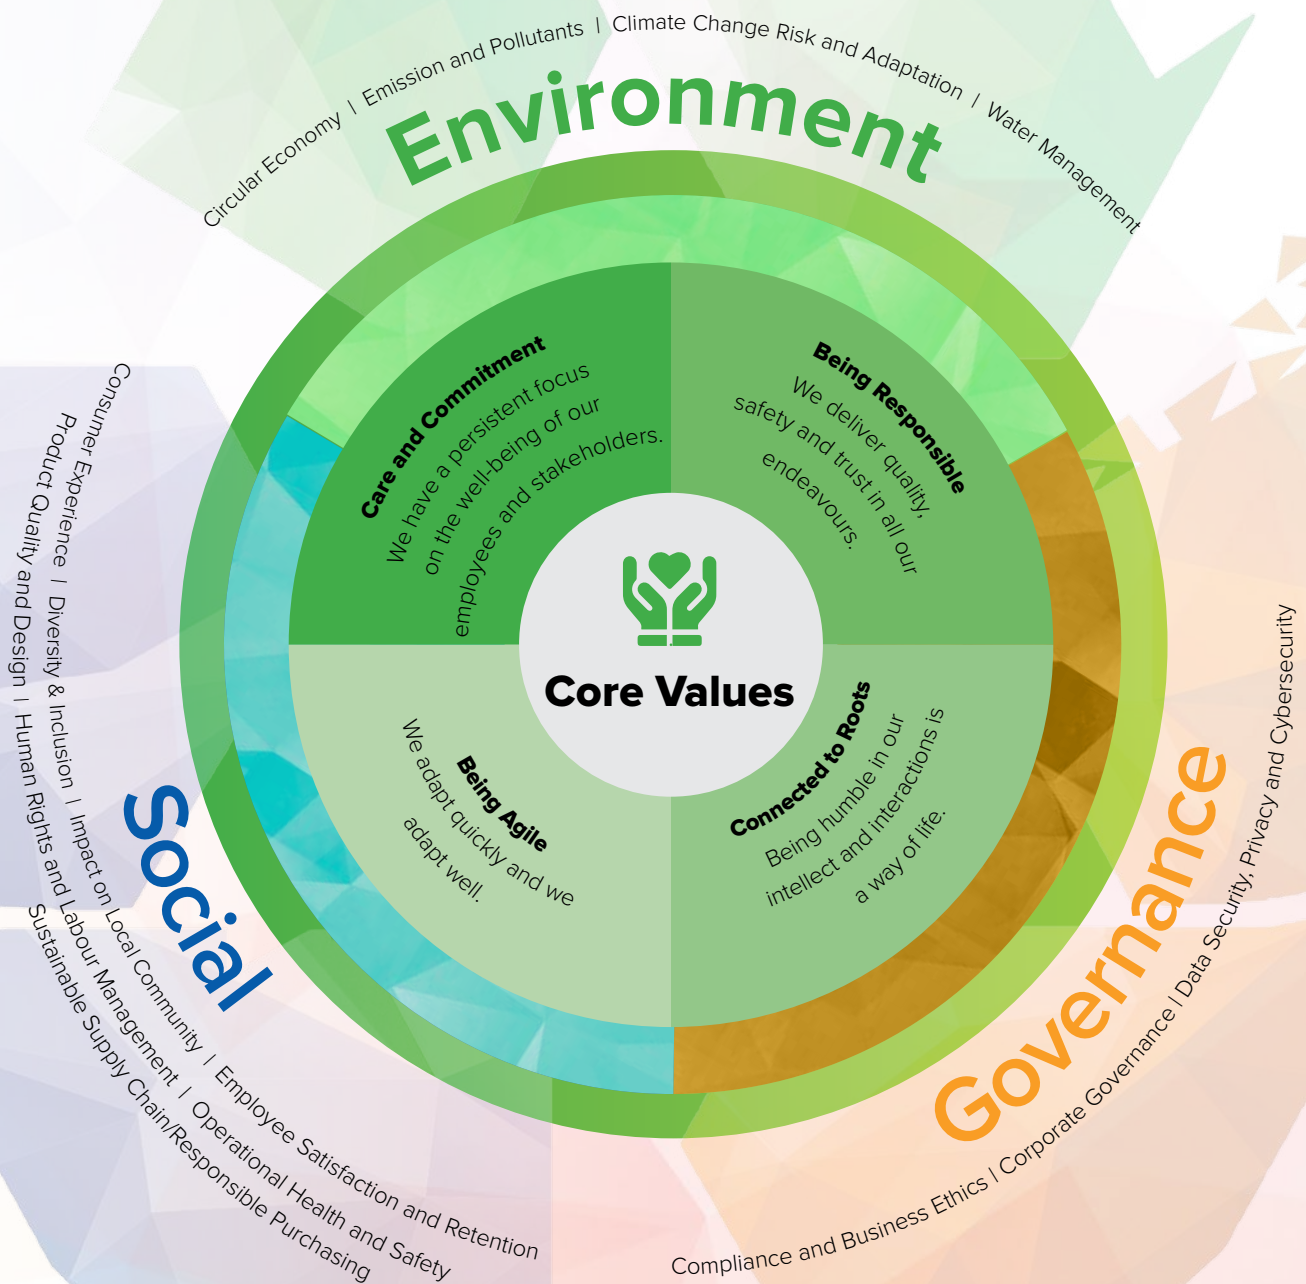 Circular Economy | Emission and Pollutants | Climate Change Risk and Adaptation | Water Management
Environment
Care and Commitment
We have a persistent focus
on the well-being of our
employees and stakeholders.
Being Responsible
We deliver quality,
safety and trust in all our
endeavours.
Core Values
Being Agile
We adapt quickly and we
adapt well.
Connected to Roots
Being humble in our
intellect and interactions is
a way of life.
Social
Consumer Experience | Diversity & Inclusion | Impact on Local Community | Employee Satisfaction and Retention
Product Quality and Design | Human Rights and Labour Management | Operational Health and Safety
Sustainable Supply Chain/Responsible Purchasing
Governance
Compliance and Business Ethics | Corporate Governance | Data Security, Privacy and Cybersecurity